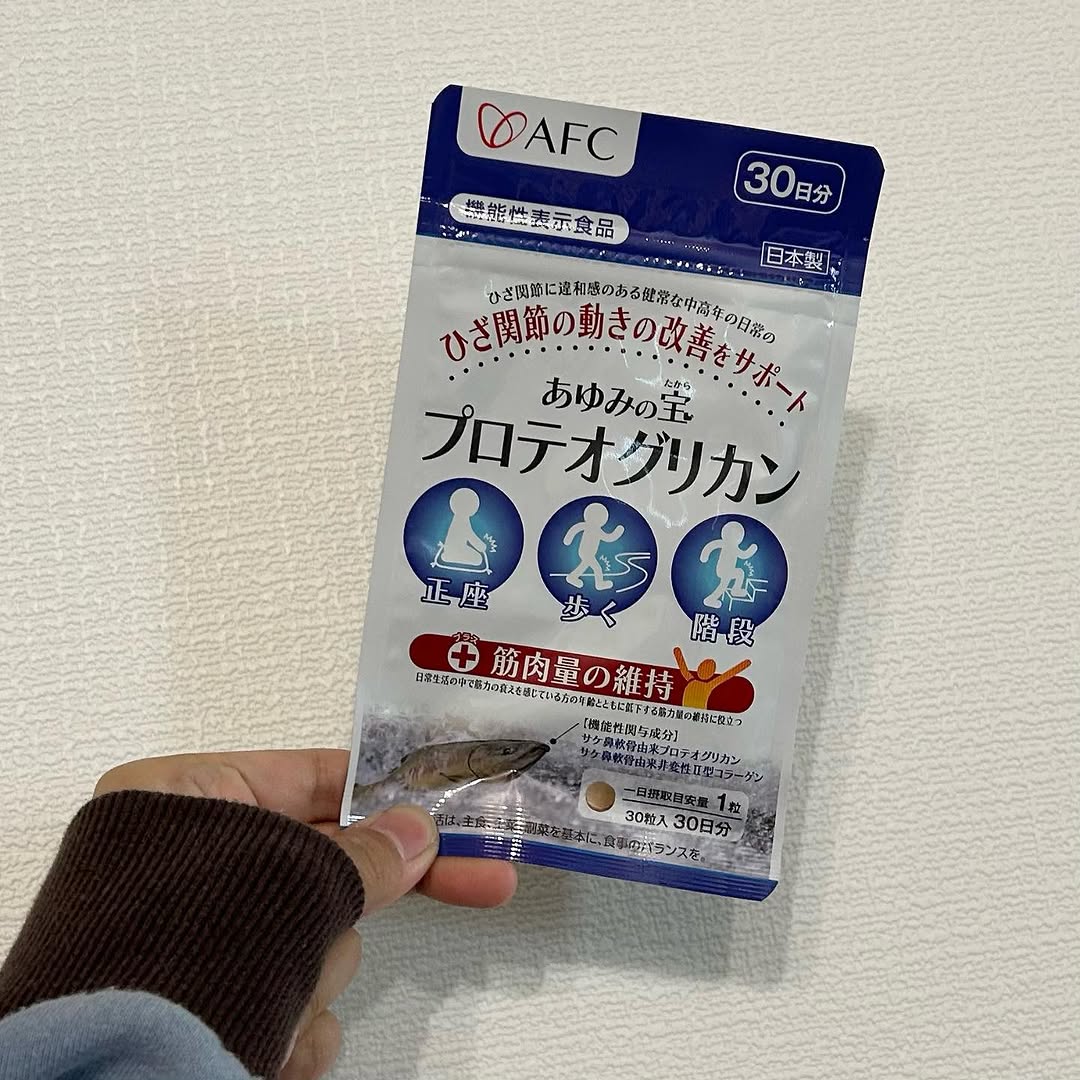 AFC
30日分
機能性表示食品
日本製
ひざ関節に違和感のある健常な中高年の日常の
ひざ関節の動きの改善をサポート
たから
あゆみの宝
プロテオグリカン
正座
歩く
階段
プラス
筋肉量の維持
日常生活の中で筋力の衰えを感じている方の年齢とともに低下する筋力量の維持に役立つ
【機能性関与成分】
サケ鼻軟骨由来プロテオグリカン
サケ鼻軟骨由来非変性Ⅱ型コラーゲン
一日摂取目安量 1粒
30粒入 30日分
活は、主食、主菜、副菜を基本に、食事のバランスを。